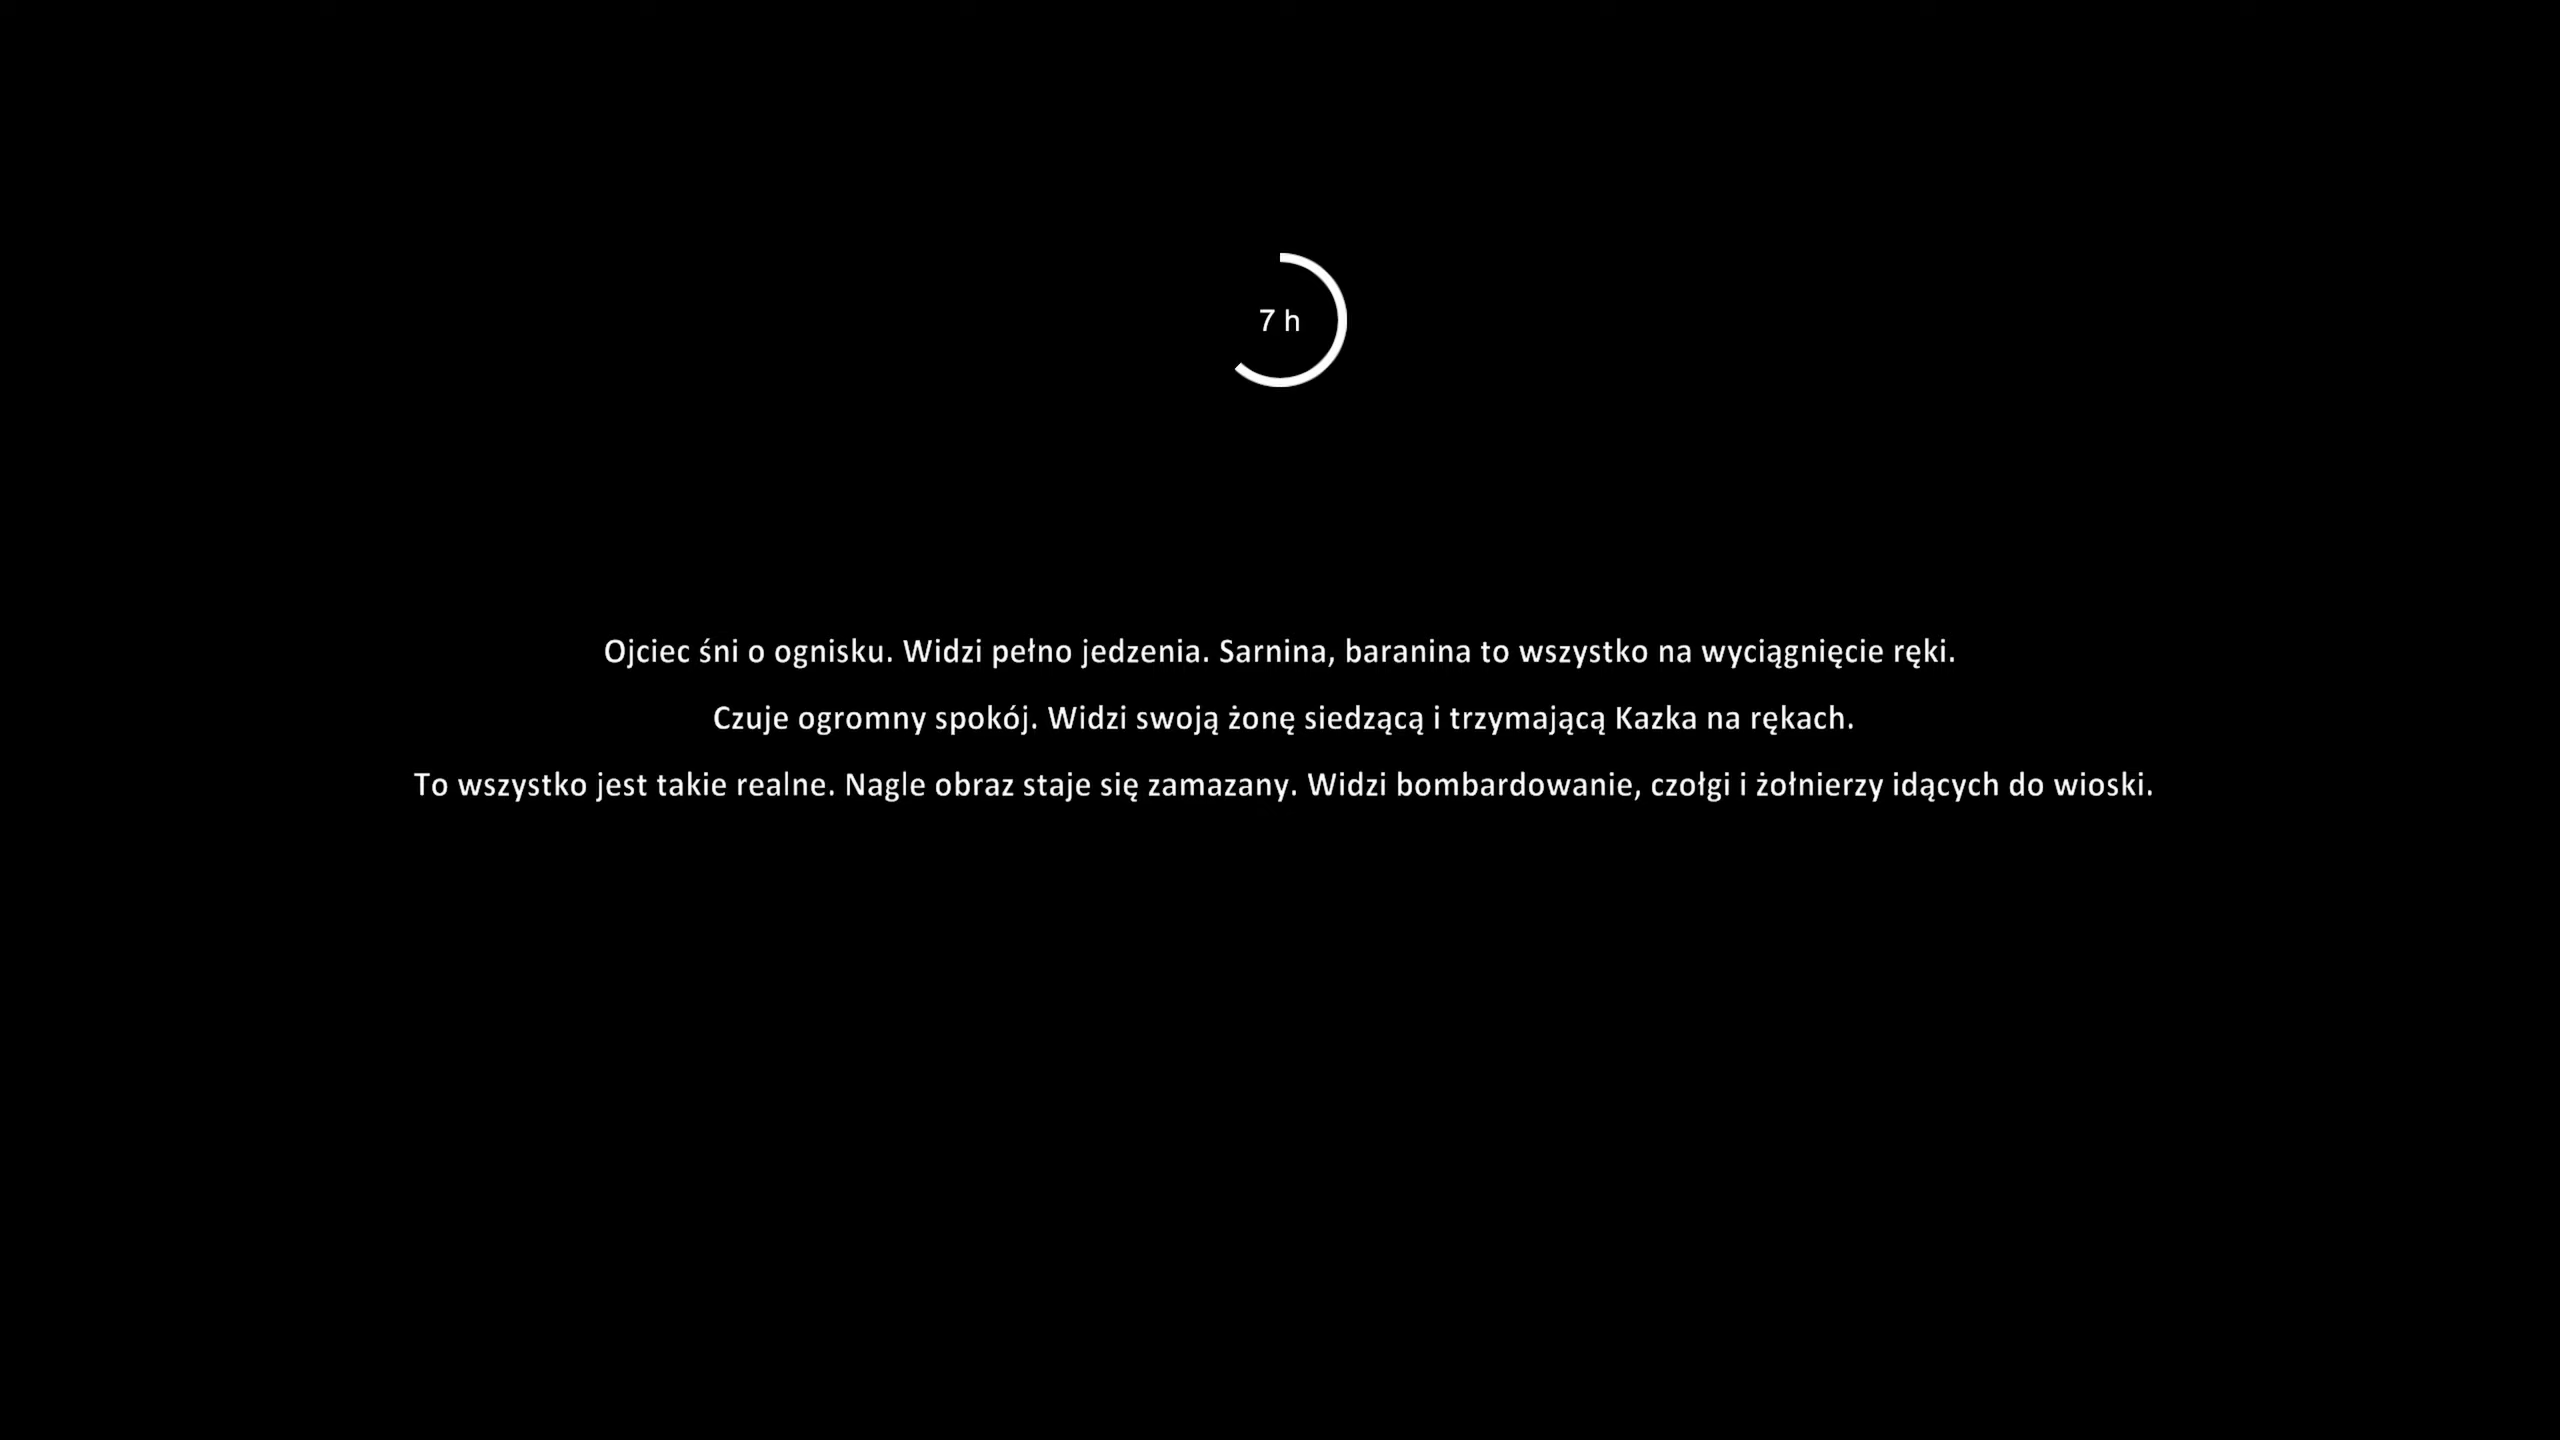 7 h
Ojciec śni o ognisku. Widzi pełno jedzenia. Sarnina, baranina to wszystko na wyciągnięcie ręki.
Czuje ogromny spokój. Widzi swoją żonę siedzącą i trzymającą Kazka na rękach.
To wszystko jest takie realne. Nagle obraz staje się zamazany. Widzi bombardowanie, czołgi i żołnierzy idących do wioski.